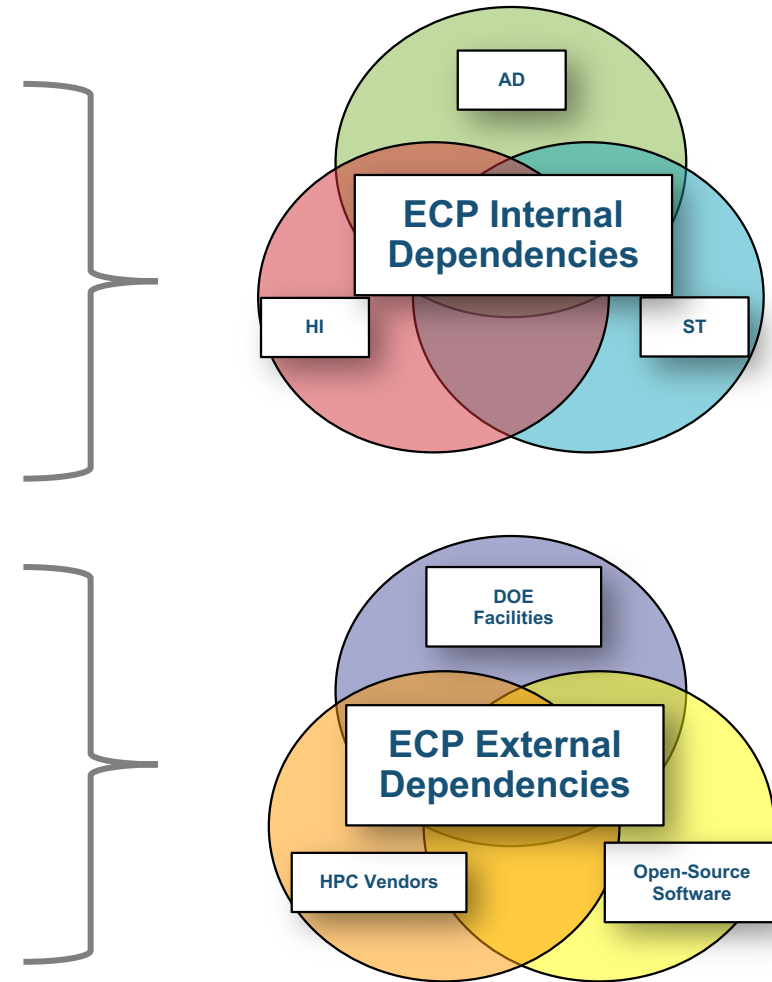 AD
ECP Internal
Dependencies
HI
ST
DOE
Facilities
ECP External
Dependencies
HPC Vendors
Open-Source
Software